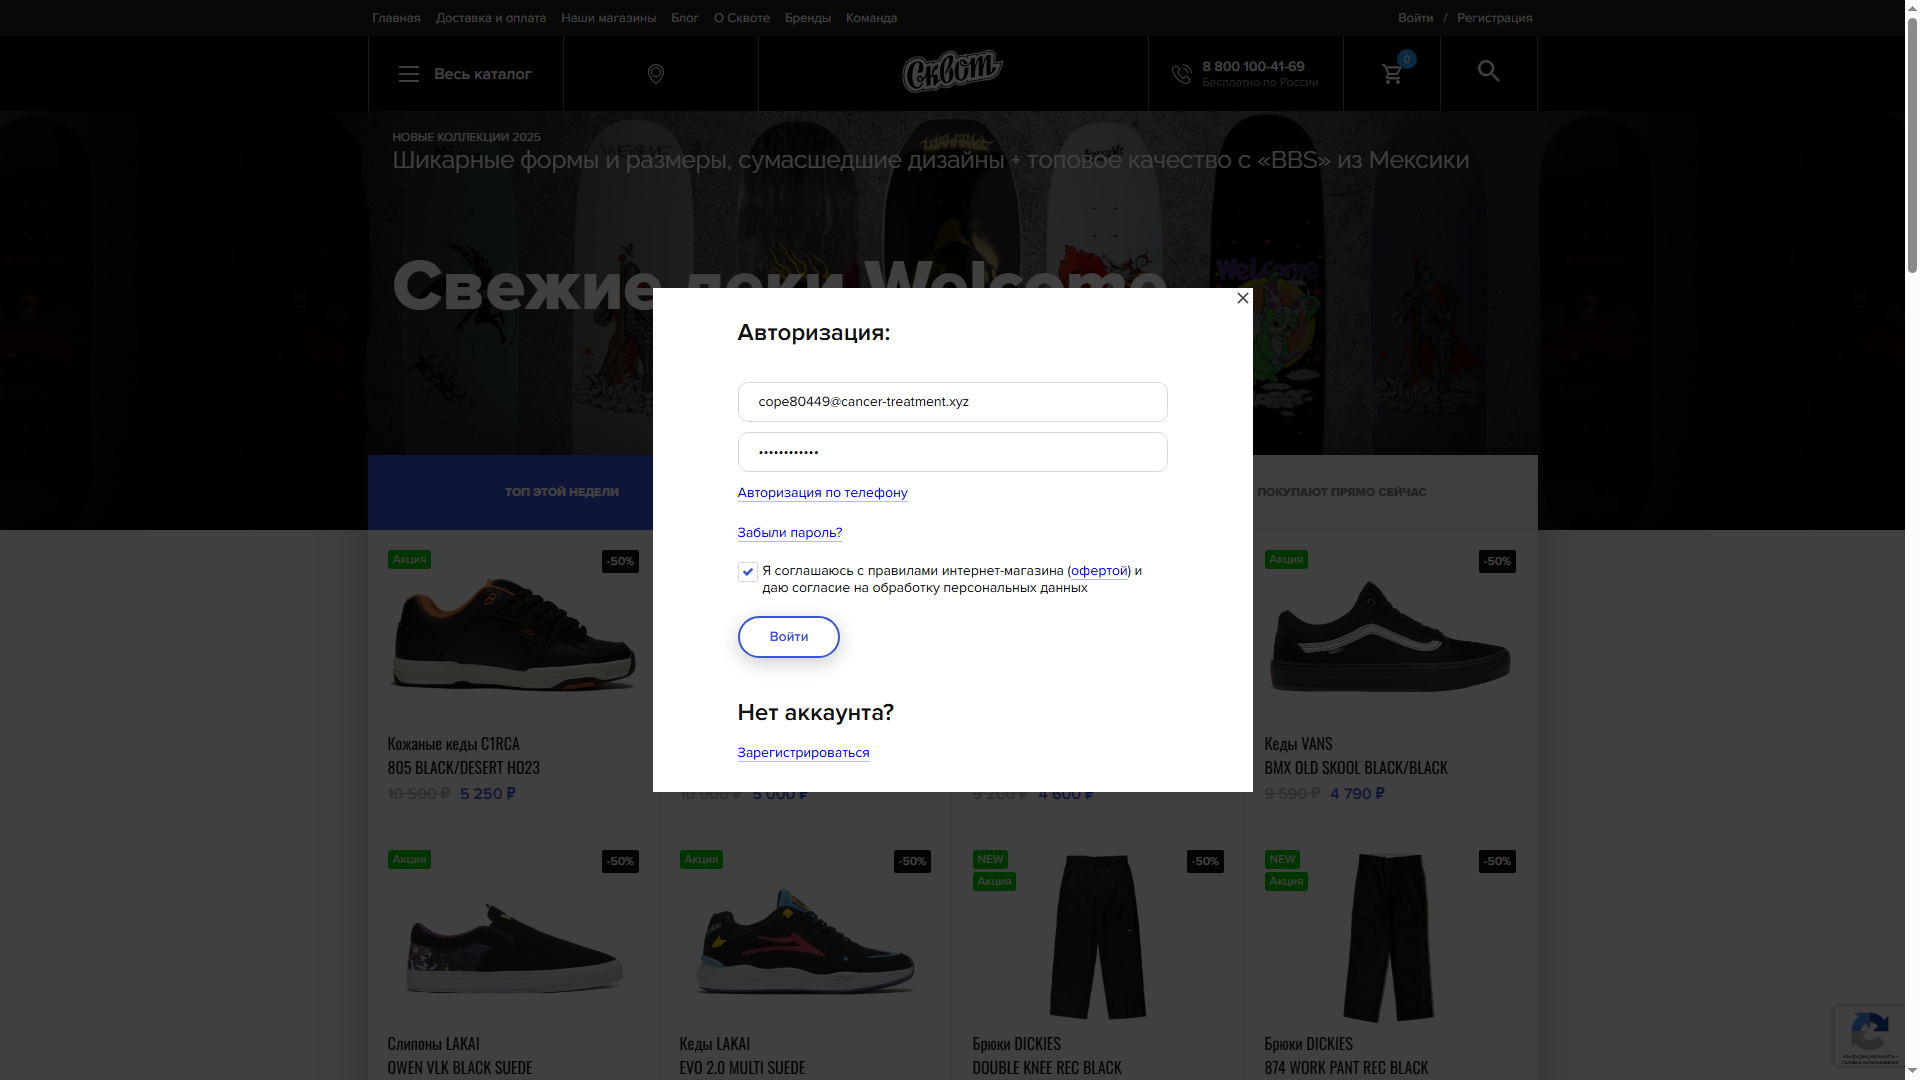 Главная Доставка и оплата Наши магазины Блог О Сквоте Бренды Команда Войти / Регистрация
Весь каталог
Сквот
8 800 100-41-69
Бесплатно по России
0
НОВЫЕ КОЛЛЕКЦИИ 2025
Шикарные формы и размеры, сумасшедшие дизайны + топовое качество с «BBS» из Мексики
Свежие деки Welcome
Welcome
Авторизация:
cope80449@cancer-treatment.xyz
••••••••••••
Авторизация по телефону
Забыли пароль?
Я соглашаюсь с правилами интернет-магазина (офертой) и
даю согласие на обработку персональных данных
Войти
Нет аккаунта?
Зарегистрироваться
ТОП ЭТОЙ НЕДЕЛИ
ПОКУПАЮТ ПРЯМО СЕЙЧАС
Акция -50%
Акция -50%
Кожаные кеды C1RCA
805 BLACK/DESERT HO23
10 500 ₽ 5 250 ₽
10 000 ₽ 5 000 ₽
9 200 ₽ 4 600 ₽
Кеды VANS
BMX OLD SKOOL BLACK/BLACK
9 590 ₽ 4 790 ₽
Акция -50%
Акция -50%
NEW Акция -50%
NEW Акция -50%
Слипоны LAKAI
OWEN VLK BLACK SUEDE
Кеды LAKAI
EVO 2.0 MULTI SUEDE
Брюки DICKIES
DOUBLE KNEE REC BLACK
Брюки DICKIES
874 WORK PANT REC BLACK